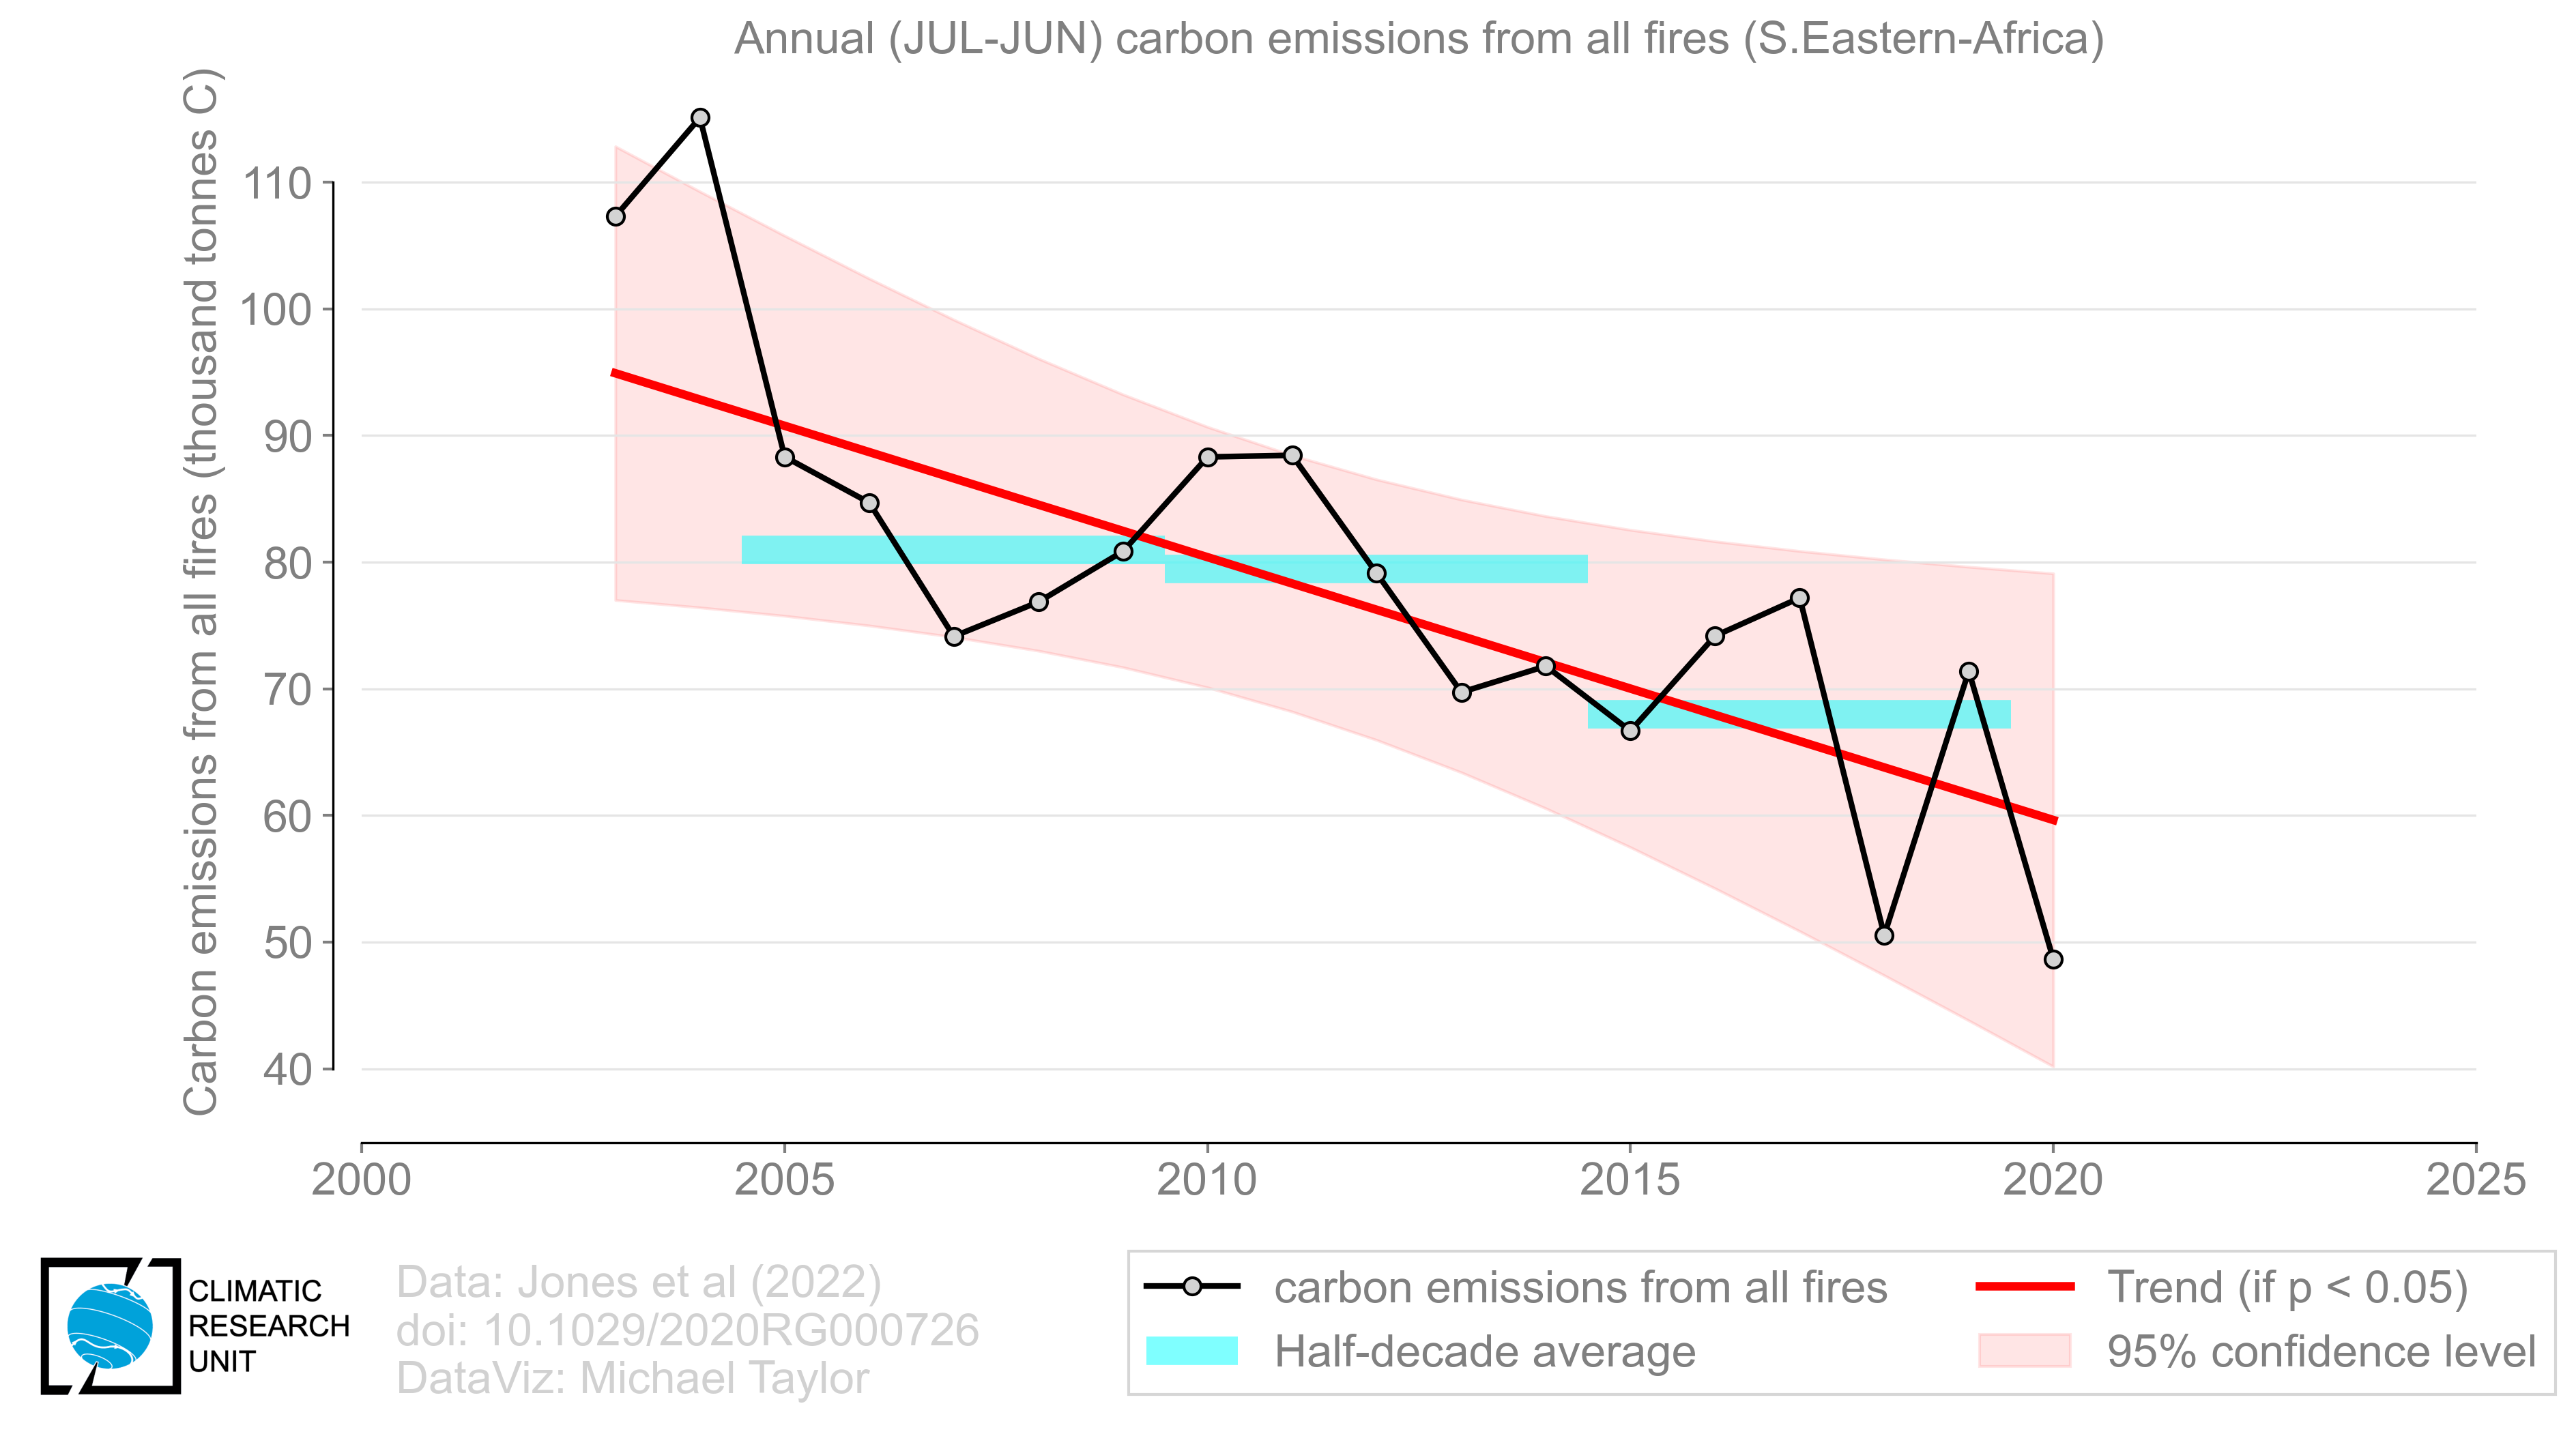 Annual (JUL-JUN) carbon emissions from all fires (S.Eastern-Africa)
Carbon emissions from all fires (thousand tonnes C)
110
100
90
80
70
60
50
40
2000 2005 2010 2015 2020 2025
CLIMATIC
RESEARCH
UNIT
Data: Jones et al (2022)
doi: 10.1029/2020RG000726
DataViz: Michael Taylor
carbon emissions from all fires
Half-decade average
Trend (if p < 0.05)
95% confidence level